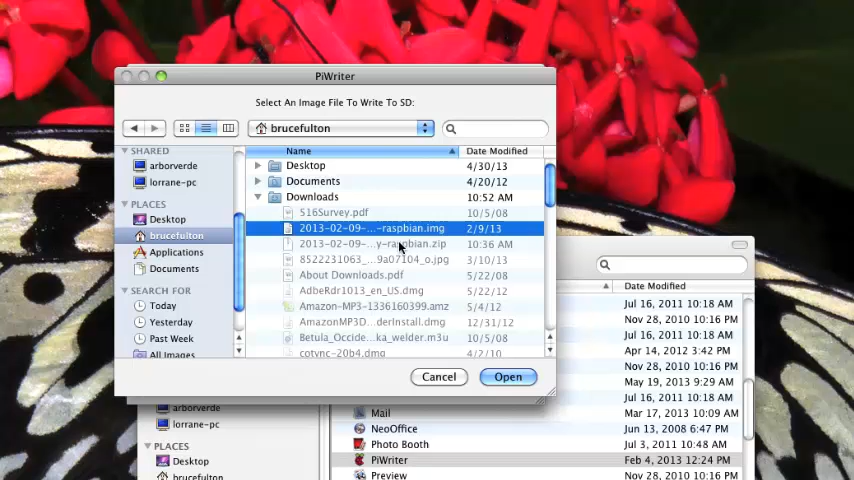 PiWriter
Select An Image File To Write To SD:
brucefulton
SHARED
arborverde
lorrane-pc
PLACES
Desktop
brucefulton
Applications
Documents
SEARCH FOR
Today
Yesterday
Past Week
All Images
Name Date Modified
Desktop 4/30/13
Documents 4/20/12
Downloads 10:52 AM
516Survey.pdf 10/5/08
2013-02-09-...-raspbian.img 2/9/13
2013-02-09-...y-raspbian.zip 10:36 AM
8522231063_...9a07104_o.jpg 3/10/13
About Downloads.pdf 5/22/08
AdbeRdr1013_en_US.dmg 5/22/08
Amazon-MP3-1336160399.amz 5/4/12
AmazonMP3D...derInstall.dmg 12/31/12
Betula_Occide...ka_welder.m3u 10/5/08
cotvnc-20b4.dmg 4/2/10
Cancel
Open
Date Modified
Jul 16, 2011 10:18 AM
Nov 28, 2010 10:16 PM
Jul 16, 2011 10:18 AM
Apr 14, 2012 3:42 PM
Nov 28, 2010 10:16 PM
May 19, 2013 9:29 AM
Jul 16, 2011 10:18 AM
Mail Mar 17, 2013 10:09 AM
NeoOffice Jun 13, 2008 6:47 PM
Photo Booth Jul 3, 2011 10:48 AM
PiWriter Feb 4, 2013 12:24 PM
Preview Nov 28, 2010 10:16 PM
arborverde
lorrane-pc
PLACES
Desktop
brucefulton